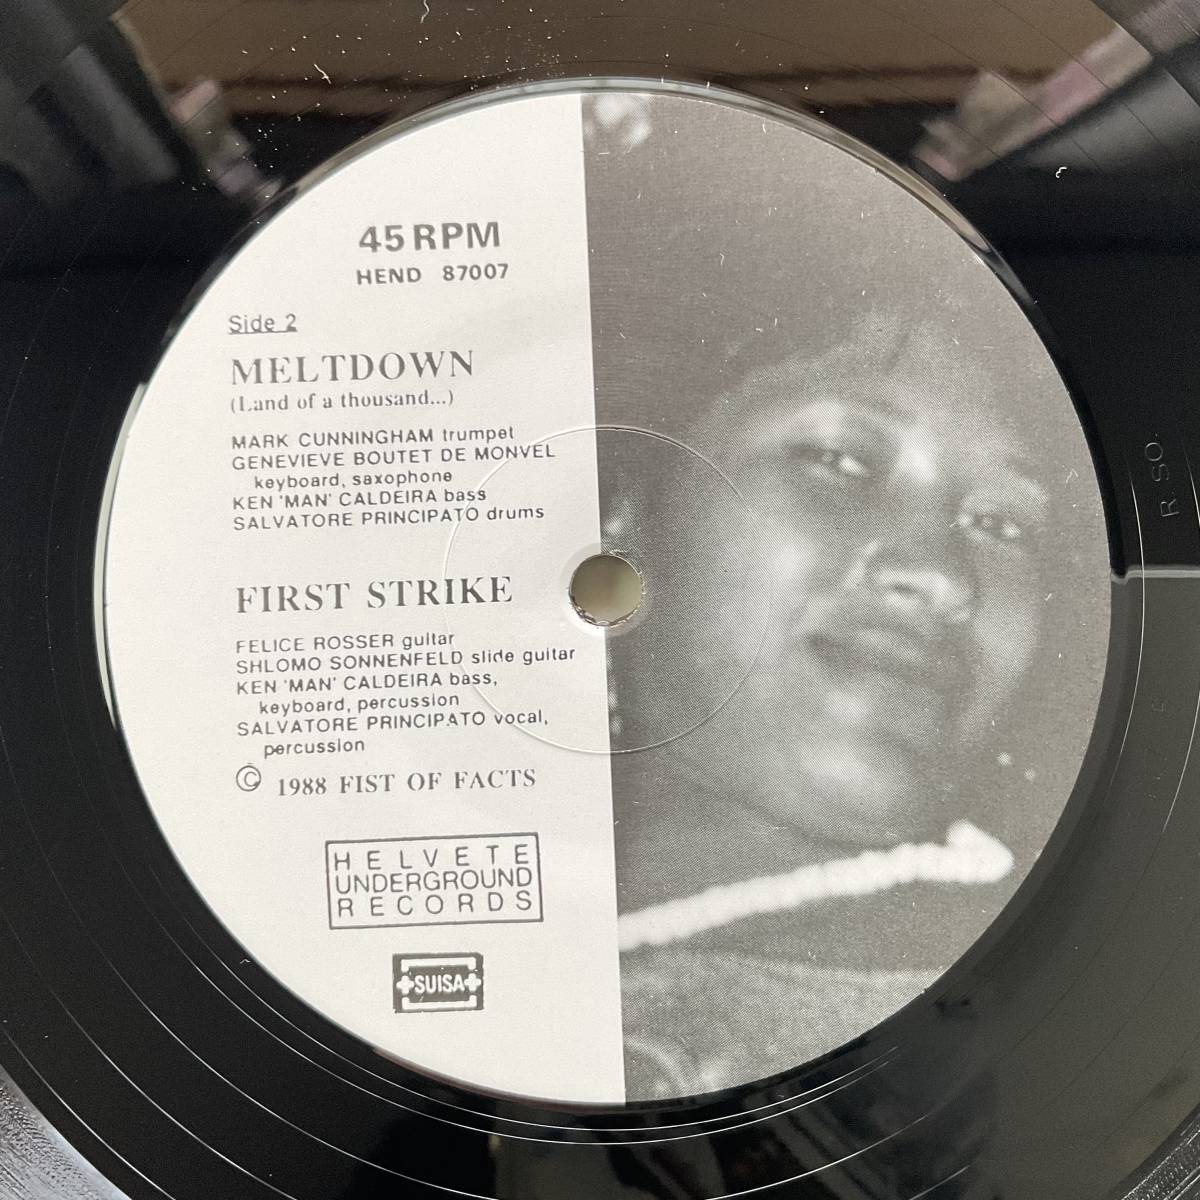 45 RPM
HEND 87007
Side 2
MELTDOWN
(Land of a thousand...)
MARK CUNNINGHAM trumpet
GENEVIEVE BOUTET DE MONVEL
keyboard, saxophone
KEN 'MAN' CALDEIRA bass
SALVATORE PRINCIPATO drums
FIRST STRIKE
FELICE ROSSER guitar
SHLOMO SONNENFELD slide guitar
KEN 'MAN' CALDEIRA bass,
keyboard, percussion
SALVATORE PRINCIPATO vocal,
percussion
© 1988 FIST OF FACTS
HELVETE
UNDERGROUND
RECORDS
SUISA
R SO.